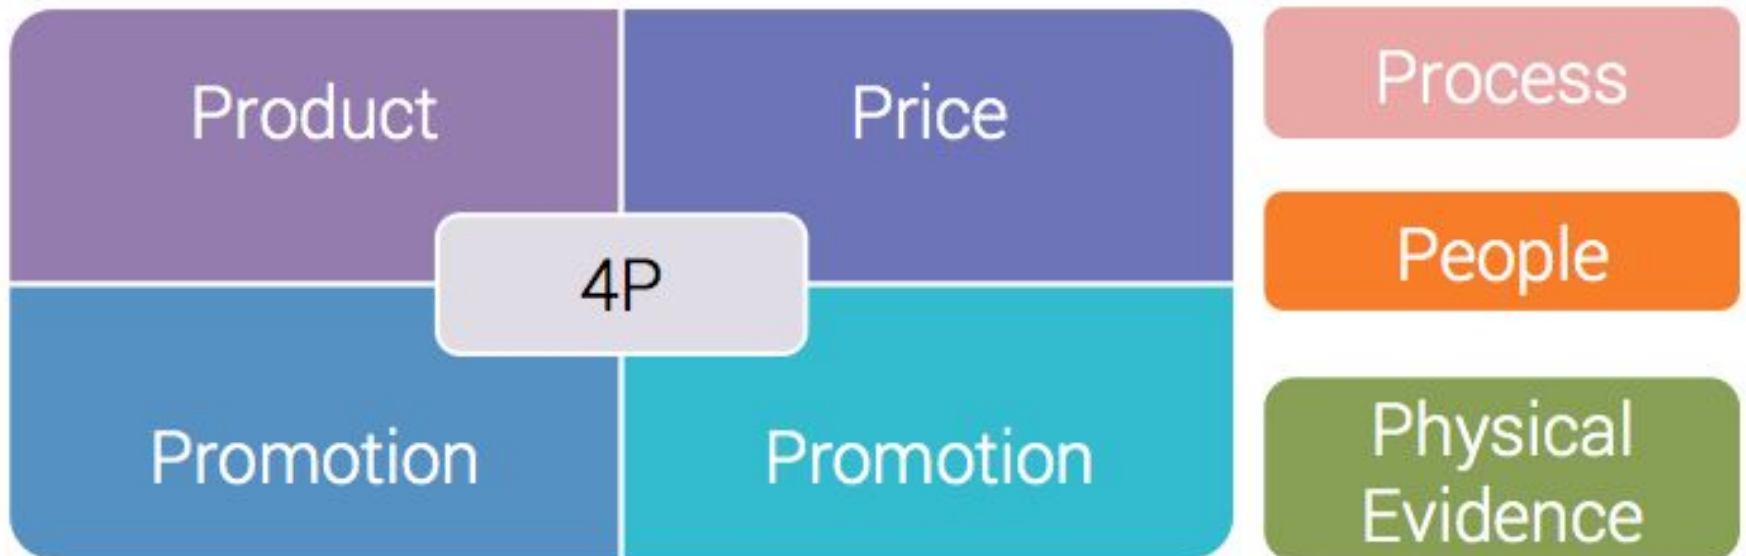 Product
Price
4P
Promotion
Promotion
Process
People
Physical
Evidence